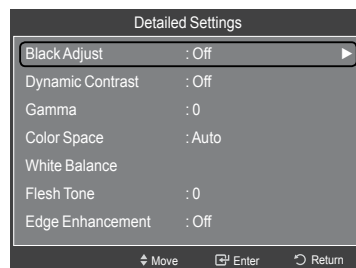 Detailed Settings
Black Adjust : Off
Dynamic Contrast : Off
Gamma : 0
Color Space : Auto
White Balance
Flesh Tone : 0
Edge Enhancement : Off
Move Enter Return